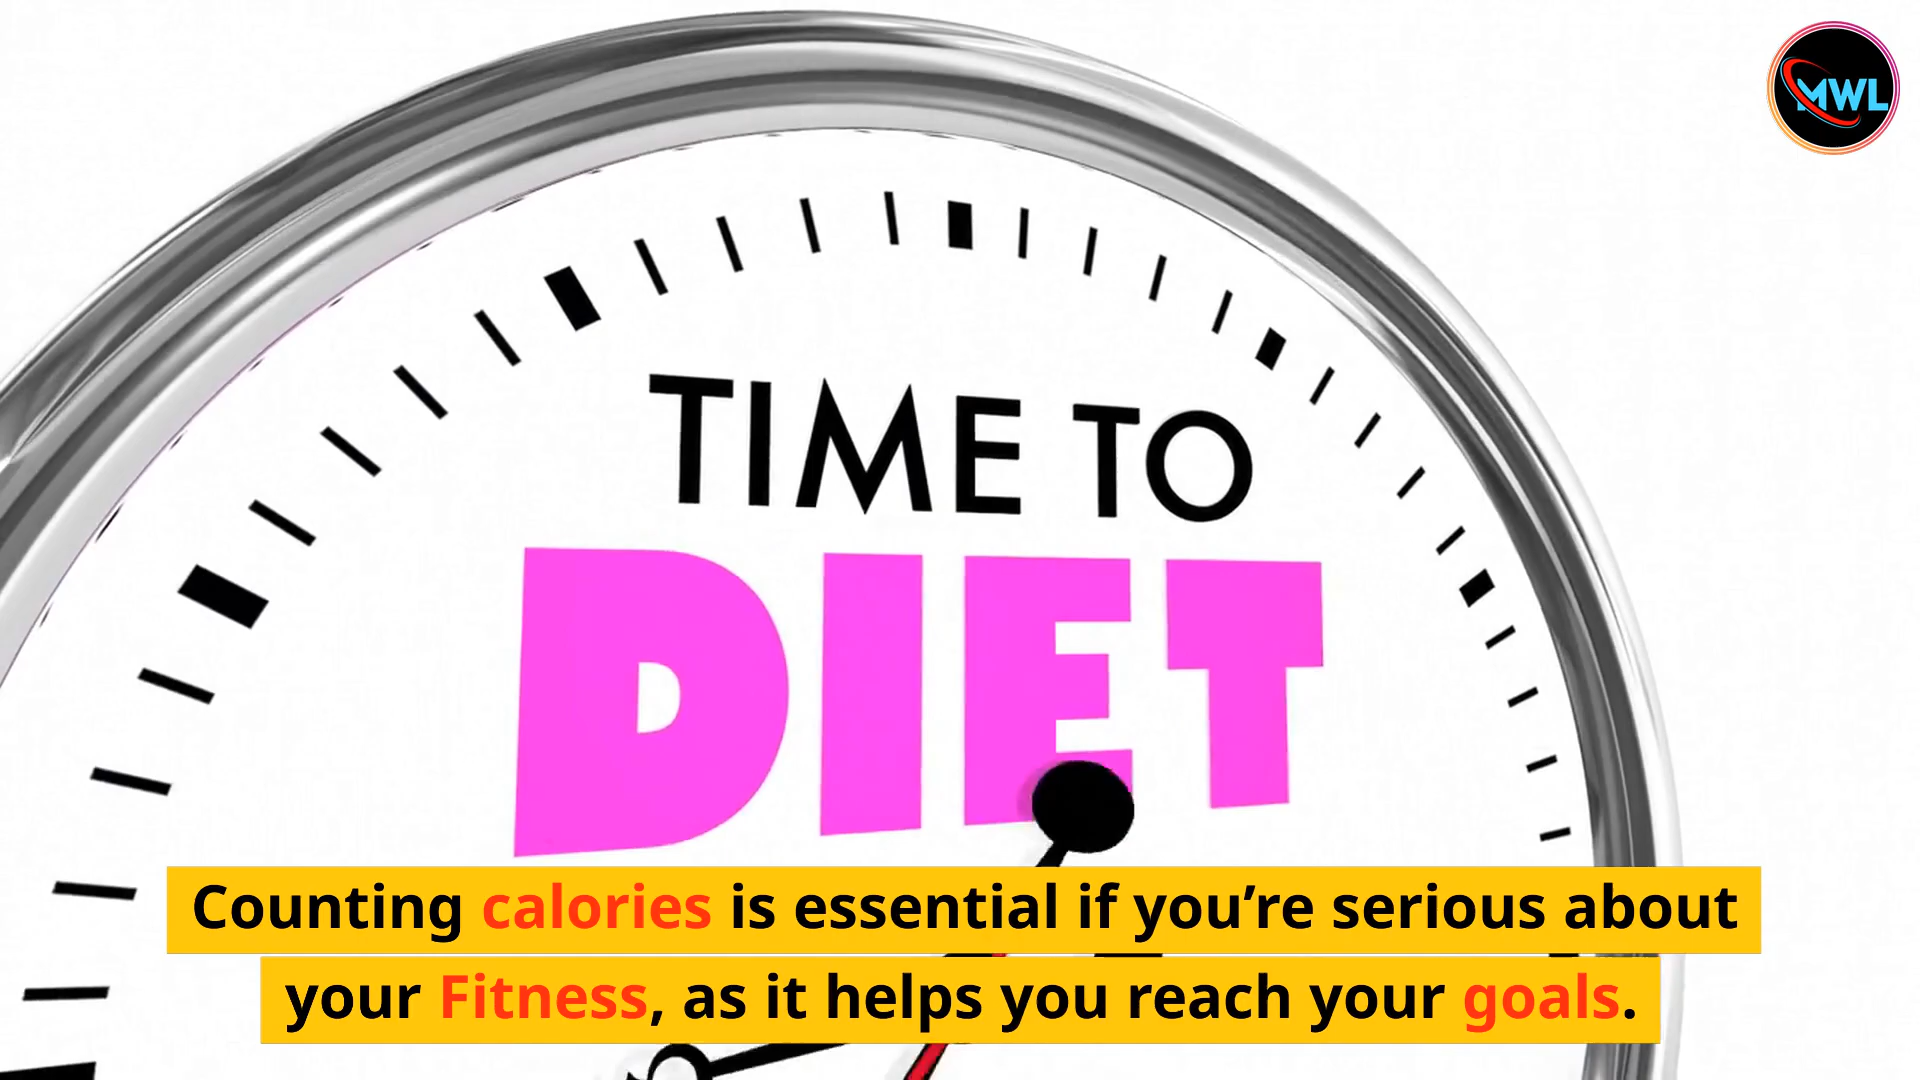 MWL
TIME TO
DIET
Counting calories is essential if you’re serious about
your Fitness, as it helps you reach your goals.